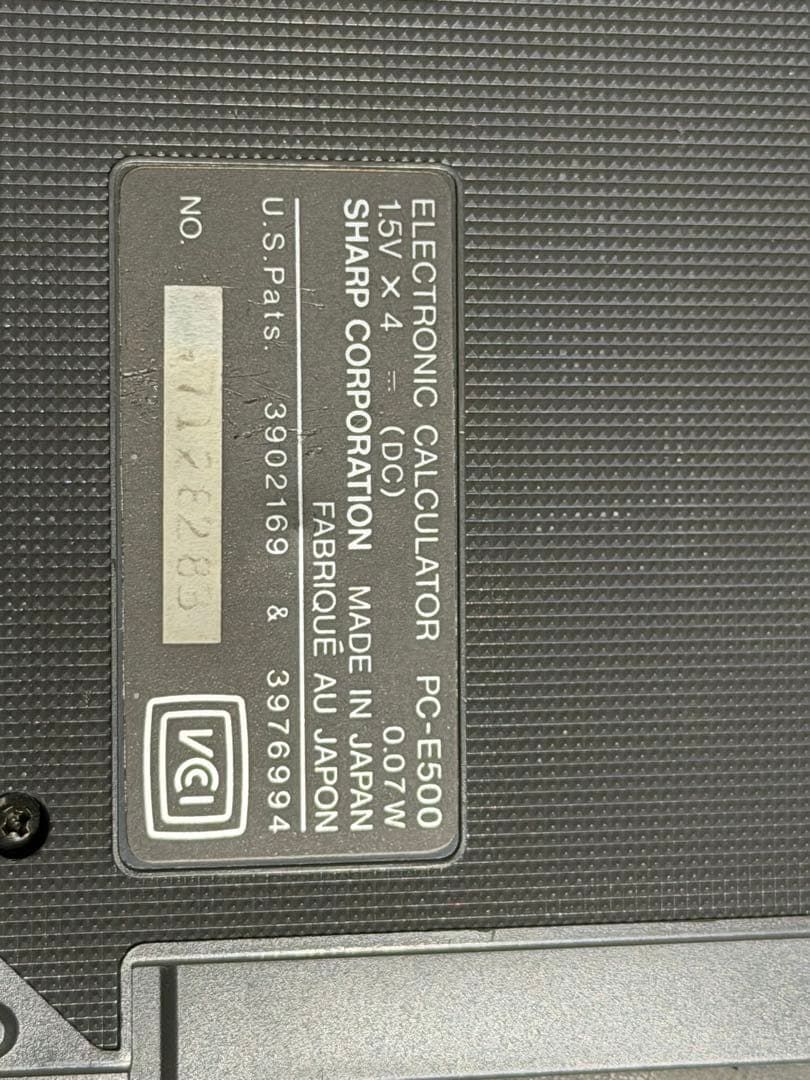 ELECTRONIC CALCULATOR PC-E500
1.5V X 4 ⎓ (DC) 0.07W
SHARP CORPORATION MADE IN JAPAN
FABRIQUÉ AU JAPON
U.S.Pats. 3902169 & 3976994
NO.
VCCI